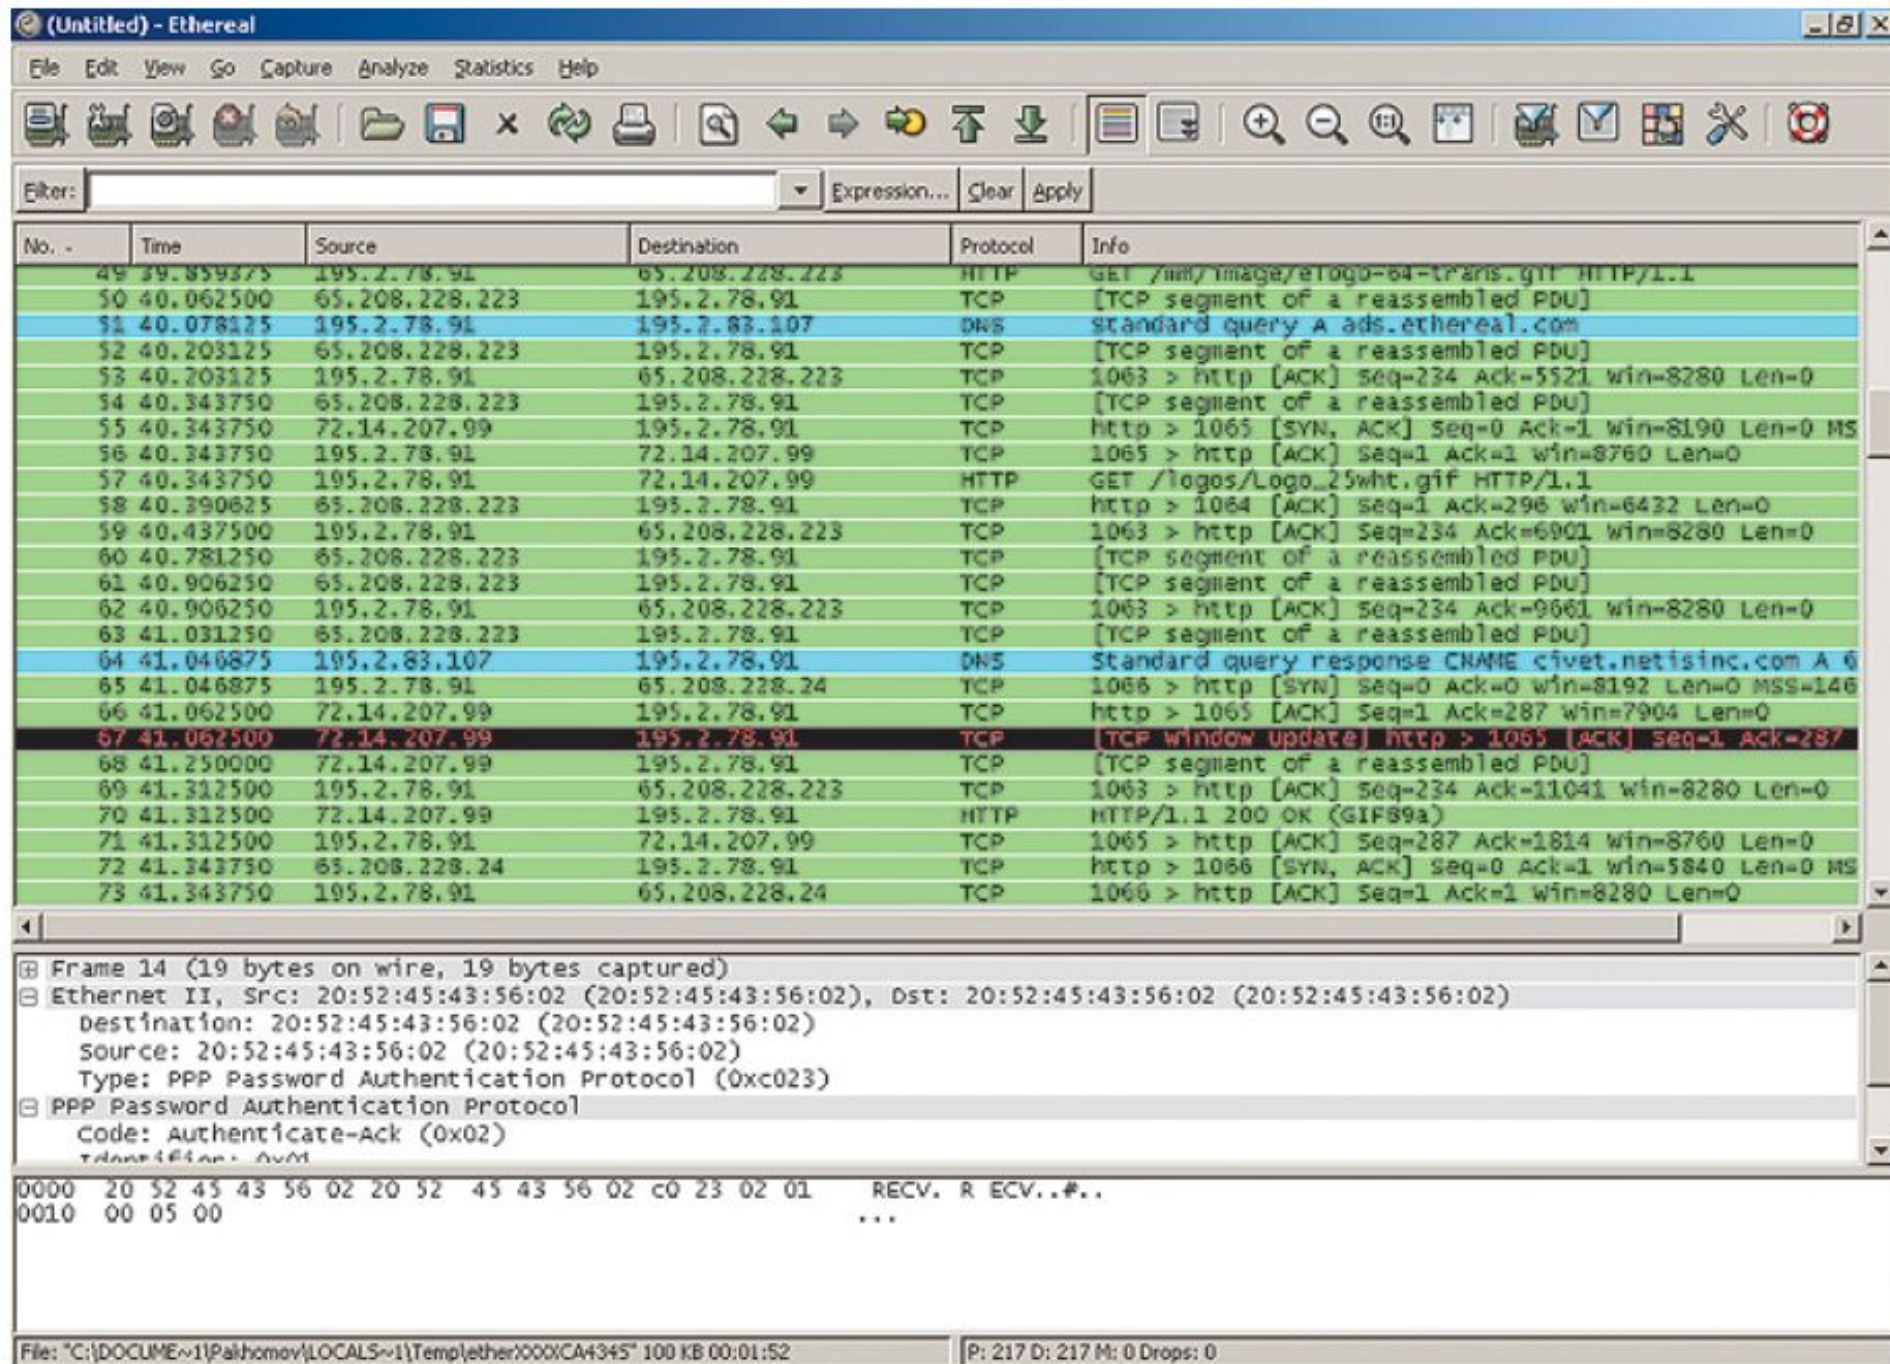 (Untitled) - Ethereal
File Edit View Go Capture Analyze Statistics Help
Filter: Expression... Clear Apply
No. - Time Source Destination Protocol Info
49 39.859375 195.2.78.91 65.208.228.223 HTTP GET /mm/image/elogo-64-trans.gif HTTP/1.1
50 40.062500 65.208.228.223 195.2.78.91 TCP [TCP segment of a reassembled PDU]
51 40.078125 195.2.78.91 195.2.83.107 DNS Standard query A ads.ethereal.com
52 40.203125 65.208.228.223 195.2.78.91 TCP [TCP segment of a reassembled PDU]
53 40.203125 195.2.78.91 65.208.228.223 TCP 1063 > http [ACK] Seq=234 Ack=5521 Win=8280 Len=0
54 40.343750 65.208.228.223 195.2.78.91 TCP [TCP segment of a reassembled PDU]
55 40.343750 72.14.207.99 195.2.78.91 TCP http > 1065 [SYN, ACK] Seq=0 Ack=1 Win=8190 Len=0 MS
56 40.343750 195.2.78.91 72.14.207.99 TCP 1065 > http [ACK] Seq=1 Ack=1 Win=8760 Len=0
57 40.343750 195.2.78.91 72.14.207.99 HTTP GET /logos/Logo_25wht.gif HTTP/1.1
58 40.390625 65.208.228.223 195.2.78.91 TCP http > 1064 [ACK] Seq=1 Ack=296 Win=6432 Len=0
59 40.437500 195.2.78.91 65.208.228.223 TCP 1063 > http [ACK] Seq=234 Ack=6901 Win=8280 Len=0
60 40.781250 65.208.228.223 195.2.78.91 TCP [TCP segment of a reassembled PDU]
61 40.906250 65.208.228.223 195.2.78.91 TCP [TCP segment of a reassembled PDU]
62 40.906250 195.2.78.91 65.208.228.223 TCP 1063 > http [ACK] Seq=234 Ack=9661 Win=8280 Len=0
63 41.031250 65.208.228.223 195.2.78.91 TCP [TCP segment of a reassembled PDU]
64 41.046875 195.2.83.107 195.2.78.91 DNS Standard query response CNAME civet.netisinc.com A 6
65 41.046875 195.2.78.91 65.208.228.24 TCP 1066 > http [SYN] Seq=0 Ack=0 Win=8192 Len=0 MSS=146
66 41.062500 72.14.207.99 195.2.78.91 TCP http > 1065 [ACK] Seq=1 Ack=287 Win=7904 Len=0
67 41.062500 72.14.207.99 195.2.78.91 TCP [TCP Window Update] http > 1065 [ACK] Seq=1 Ack=287
68 41.250000 72.14.207.99 195.2.78.91 TCP [TCP segment of a reassembled PDU]
69 41.312500 195.2.78.91 65.208.228.223 TCP 1063 > http [ACK] Seq=234 Ack=11041 Win=8280 Len=0
70 41.312500 72.14.207.99 195.2.78.91 HTTP HTTP/1.1 200 OK (GIF89a)
71 41.312500 195.2.78.91 72.14.207.99 TCP 1065 > http [ACK] Seq=287 Ack=1814 Win=8760 Len=0
72 41.343750 65.208.228.24 195.2.78.91 TCP http > 1066 [SYN, ACK] Seq=0 Ack=1 Win=5840 Len=0 MS
73 41.343750 195.2.78.91 65.208.228.24 TCP 1066 > http [ACK] Seq=1 Ack=1 Win=8280 Len=0
Frame 14 (19 bytes on wire, 19 bytes captured)
Ethernet II, Src: 20:52:45:43:56:02 (20:52:45:43:56:02), Dst: 20:52:45:43:56:02 (20:52:45:43:56:02)
Destination: 20:52:45:43:56:02 (20:52:45:43:56:02)
Source: 20:52:45:43:56:02 (20:52:45:43:56:02)
Type: PPP Password Authentication Protocol (0xc023)
PPP Password Authentication Protocol
Code: Authenticate-Ack (0x02)
Identifier: 0x01
0000 20 52 45 43 56 02 20 52 45 43 56 02 c0 23 02 01 RECV. R ECV..#..
0010 00 05 00 ...
File: "C:\DOCUME~1\Pakhomov\LOCALS~1\Temp\etherXXXXCA4345" 100 KB 00:01:52 P: 217 D: 217 M: 0 Drops: 0